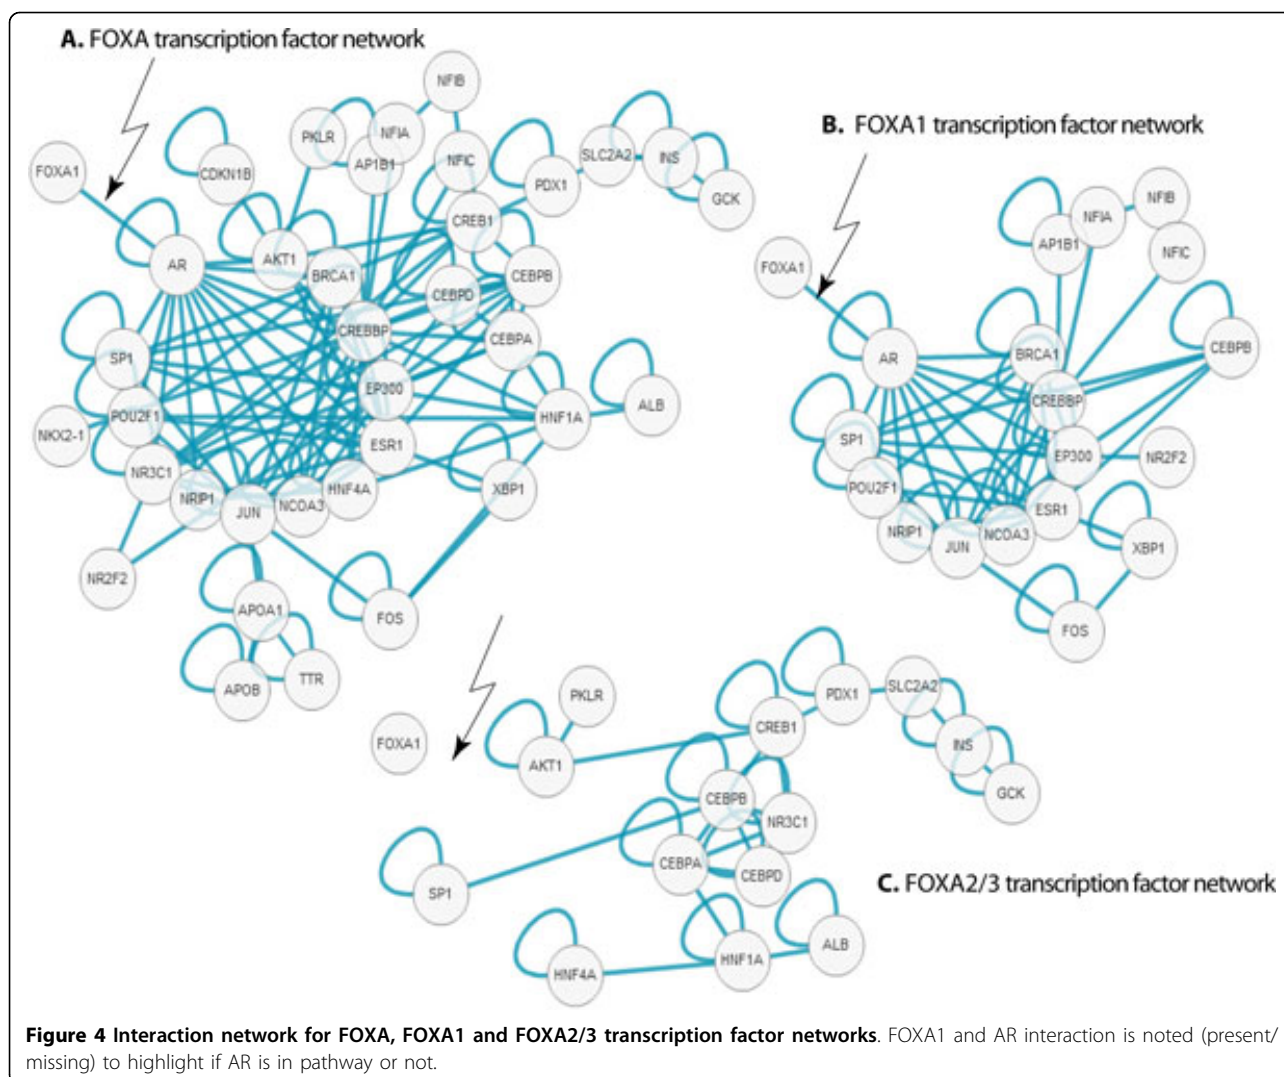 A. FOXA transcription factor network
NFIB
PKLR
NFIA
AP1B1
NFIC
SLC2A2
INS
GCK
PDX1
FOXA1
CDKN1B
CREB1
AR
AKT1
BRCA1
CEBPD
CEBPB
CREBBP
CEBPA
SP1
EP300
ALB
HNF1A
POU2F1
NKX2-1
ESR1
NR3C1
NRIP1
JUN
NCOA3
HNF4A
XBP1
NR2F2
APOA1
FOS
APOB
TTR
B. FOXA1 transcription factor network
NFIB
NFIA
AP1B1
NFIC
FOXA1
AR
BRCA1
CEBPB
CREBBP
SP1
EP300
NR2F2
POU2F1
ESR1
NRIP1
JUN
NCOA3
XBP1
FOS
PKLR
PDX1
SLC2A2
FOXA1
AKT1
CREB1
INS
GCK
CEBPB
NR3C1
CEBPA
CEBPD
SP1
C. FOXA2/3 transcription factor network
HNF4A
HNF1A
ALB
Figure 4 Interaction network for FOXA, FOXA1 and FOXA2/3 transcription factor networks. FOXA1 and AR interaction is noted (present/
missing) to highlight if AR is in pathway or not.